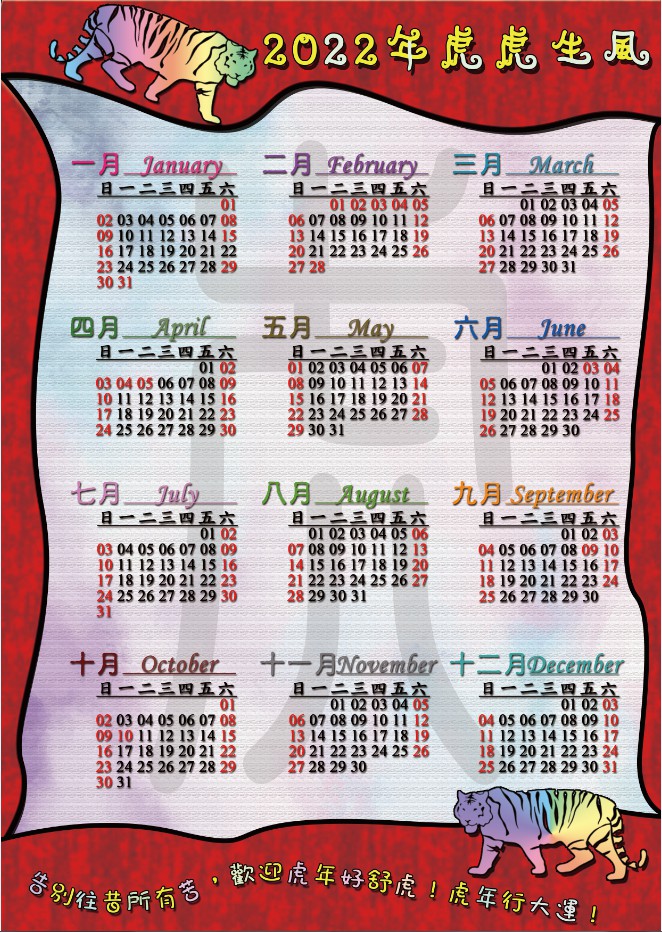 2022年虎虎生風
一月 January 二月 February 三月 March
日一二三四五六 日一二三四五六 日一二三四五六
01 01 02 03 04 05 01 02 03 04 05
02 03 04 05 06 07 08 06 07 08 09 10 11 12 06 07 08 09 10 11 12
09 10 11 12 13 14 15 13 14 15 16 17 18 19 13 14 15 16 17 18 19
16 17 18 19 20 21 22 20 21 22 23 24 25 26 20 21 22 23 24 25 26
23 24 25 26 27 28 29 27 28 27 28 29 30 31
30 31
四月 April 五月 May 六月 June
日一二三四五六 日一二三四五六 日一二三四五六
01 02 01 02 03 04 05 06 07 01 02 03 04
03 04 05 06 07 08 09 08 09 10 11 12 13 14 05 06 07 08 09 10 11
10 11 12 13 14 15 16 15 16 17 18 19 20 21 12 13 14 15 16 17 18
17 18 19 20 21 22 23 22 23 24 25 26 27 28 19 20 21 22 23 24 25
24 25 26 27 28 29 30 29 30 31 26 27 28 29 30
七月 July 八月 August 九月 September
日一二三四五六 日一二三四五六 日一二三四五六
01 02 01 02 03 04 05 06 01 02 03
03 04 05 06 07 08 09 07 08 09 10 11 12 13 04 05 06 07 08 09 10
10 11 12 13 14 15 16 14 15 16 17 18 19 20 11 12 13 14 15 16 17
17 18 19 20 21 22 23 21 22 23 24 25 26 27 18 19 20 21 22 23 24
24 25 26 27 28 29 30 28 29 30 31 25 26 27 28 29 30
31
十月 October 十一月 November 十二月 December
日一二三四五六 日一二三四五六 日一二三四五六
01 01 02 03 04 05 01 02 03
02 03 04 05 06 07 08 06 07 08 09 10 11 12 04 05 06 07 08 09 10
09 10 11 12 13 14 15 13 14 15 16 17 18 19 11 12 13 14 15 16 17
16 17 18 19 20 21 22 20 21 22 23 24 25 26 18 19 20 21 22 23 24
23 24 25 26 27 28 29 27 28 29 30 25 26 27 28 29 30 31
30 31
告別往昔所有苦，歡迎虎年好舒虎！虎年行大運！